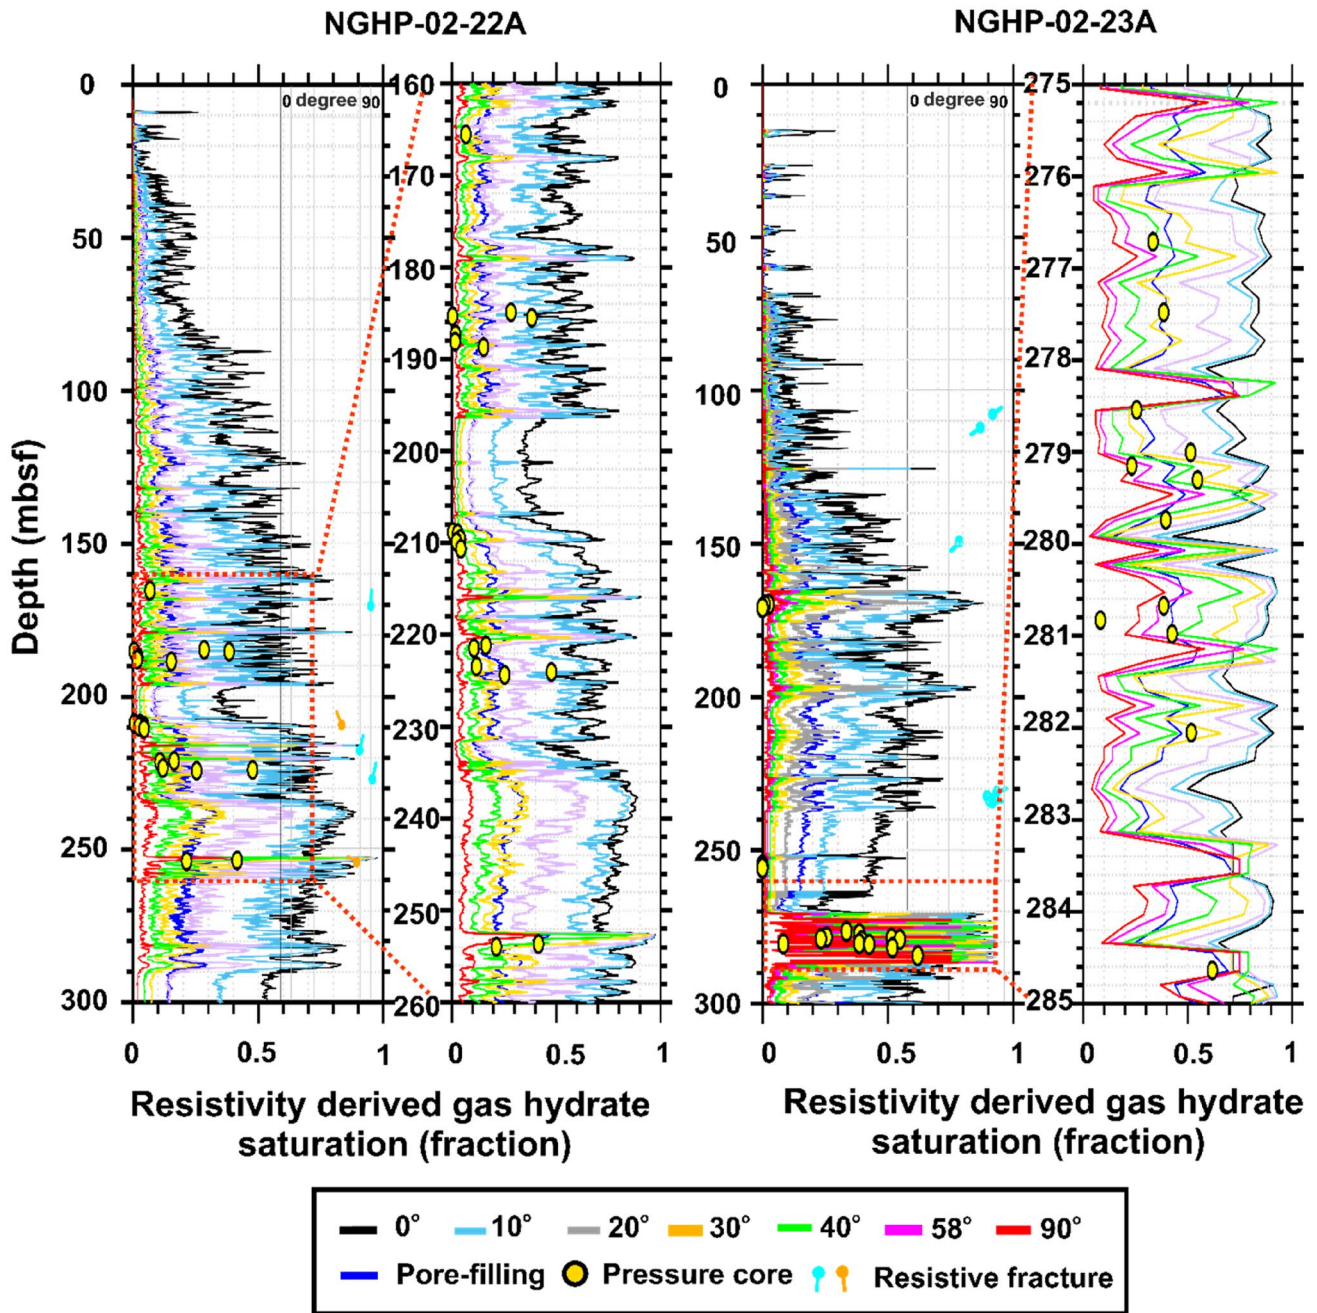 NGHP-02-22A
NGHP-02-23A
0
50
100
150
200
250
300
0 degree 90
160
170
180
190
200
210
220
230
240
250
260
0
50
100
150
200
250
300
0 degree 90
275
276
277
278
279
280
281
282
283
284
285
Depth (mbsf)
0 0.5 1
0 0.5 1
0 0.5 1
0 0.5 1
Resistivity derived gas hydrate
saturation (fraction)
Resistivity derived gas hydrate
saturation (fraction)
0° 10° 20° 30° 40° 58° 90°
Pore-filling Pressure core Resistive fracture